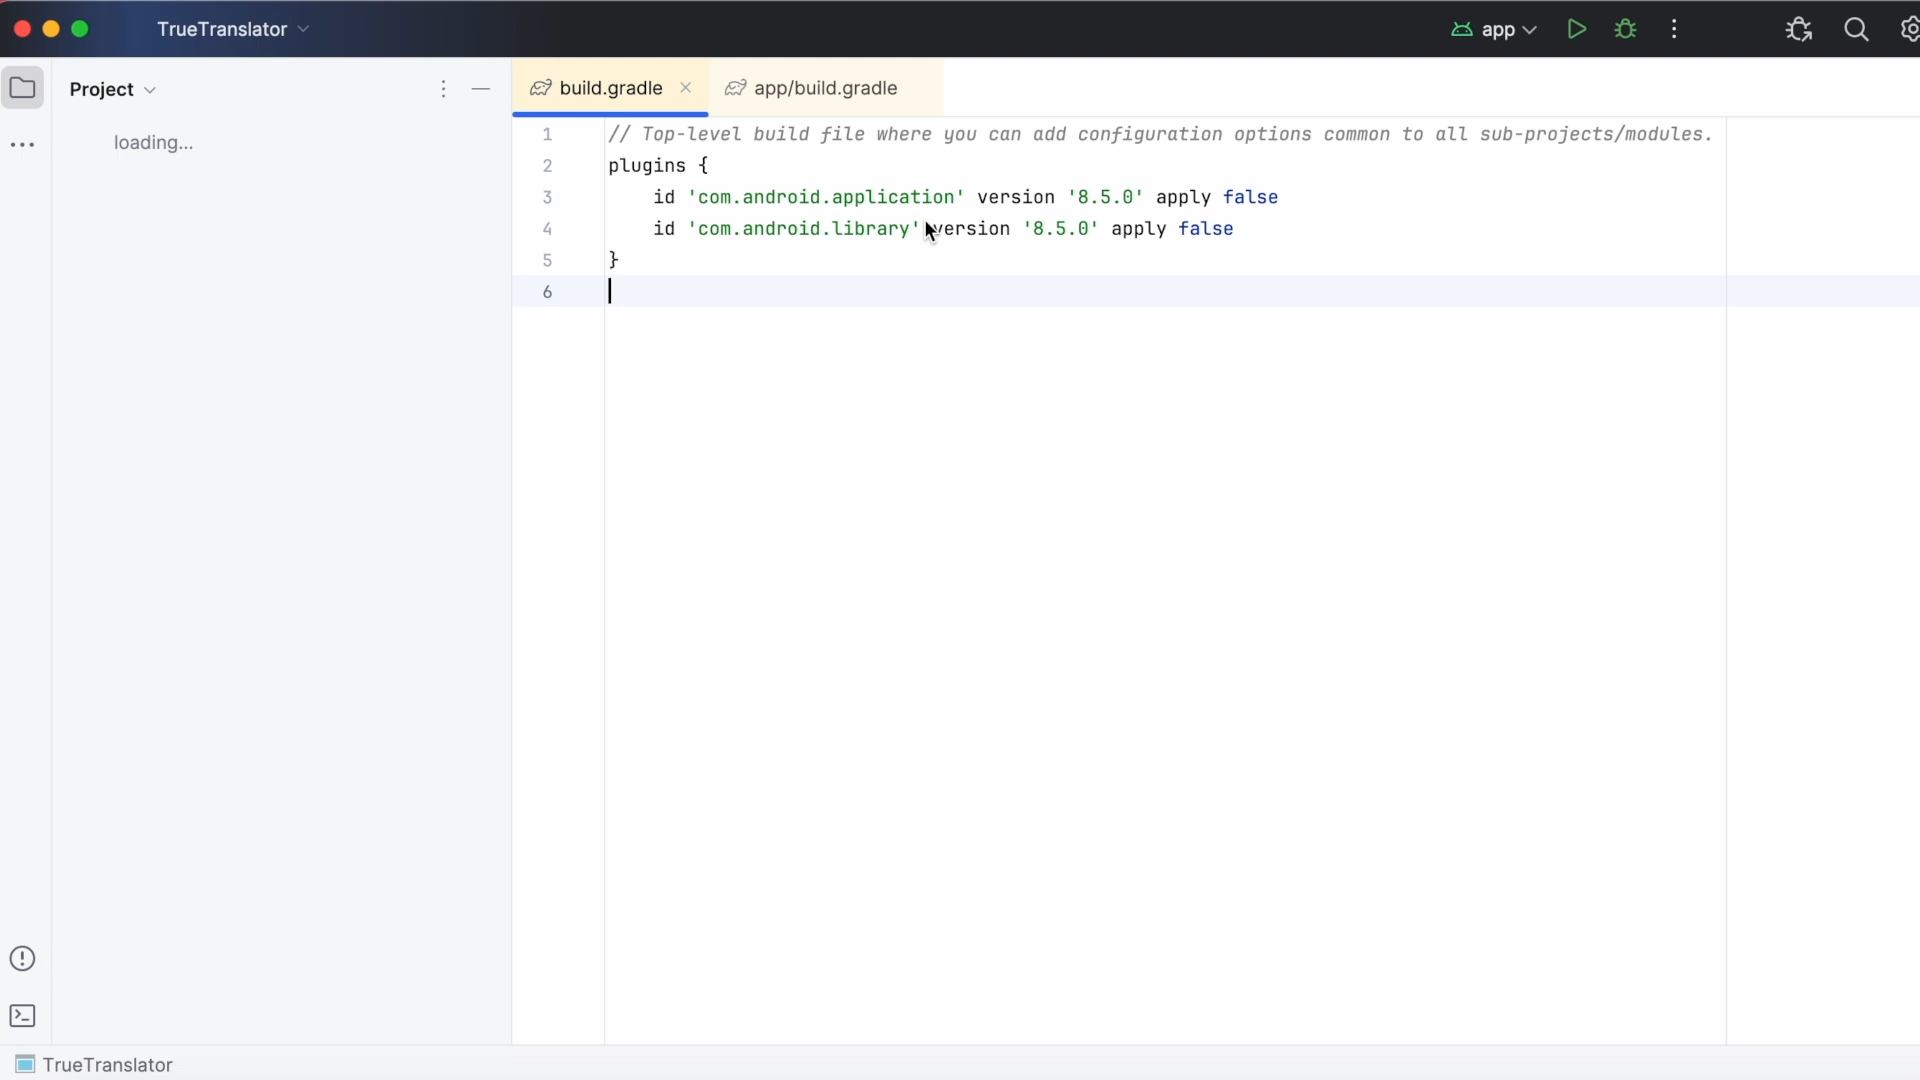 TrueTranslator
app
Project
build.gradle
app/build.gradle
loading...
1 // Top-level build file where you can add configuration options common to all sub-projects/modules.
2 plugins {
3 id 'com.android.application' version '8.5.0' apply false
4 id 'com.android.library' version '8.5.0' apply false
5 }
6
TrueTranslator